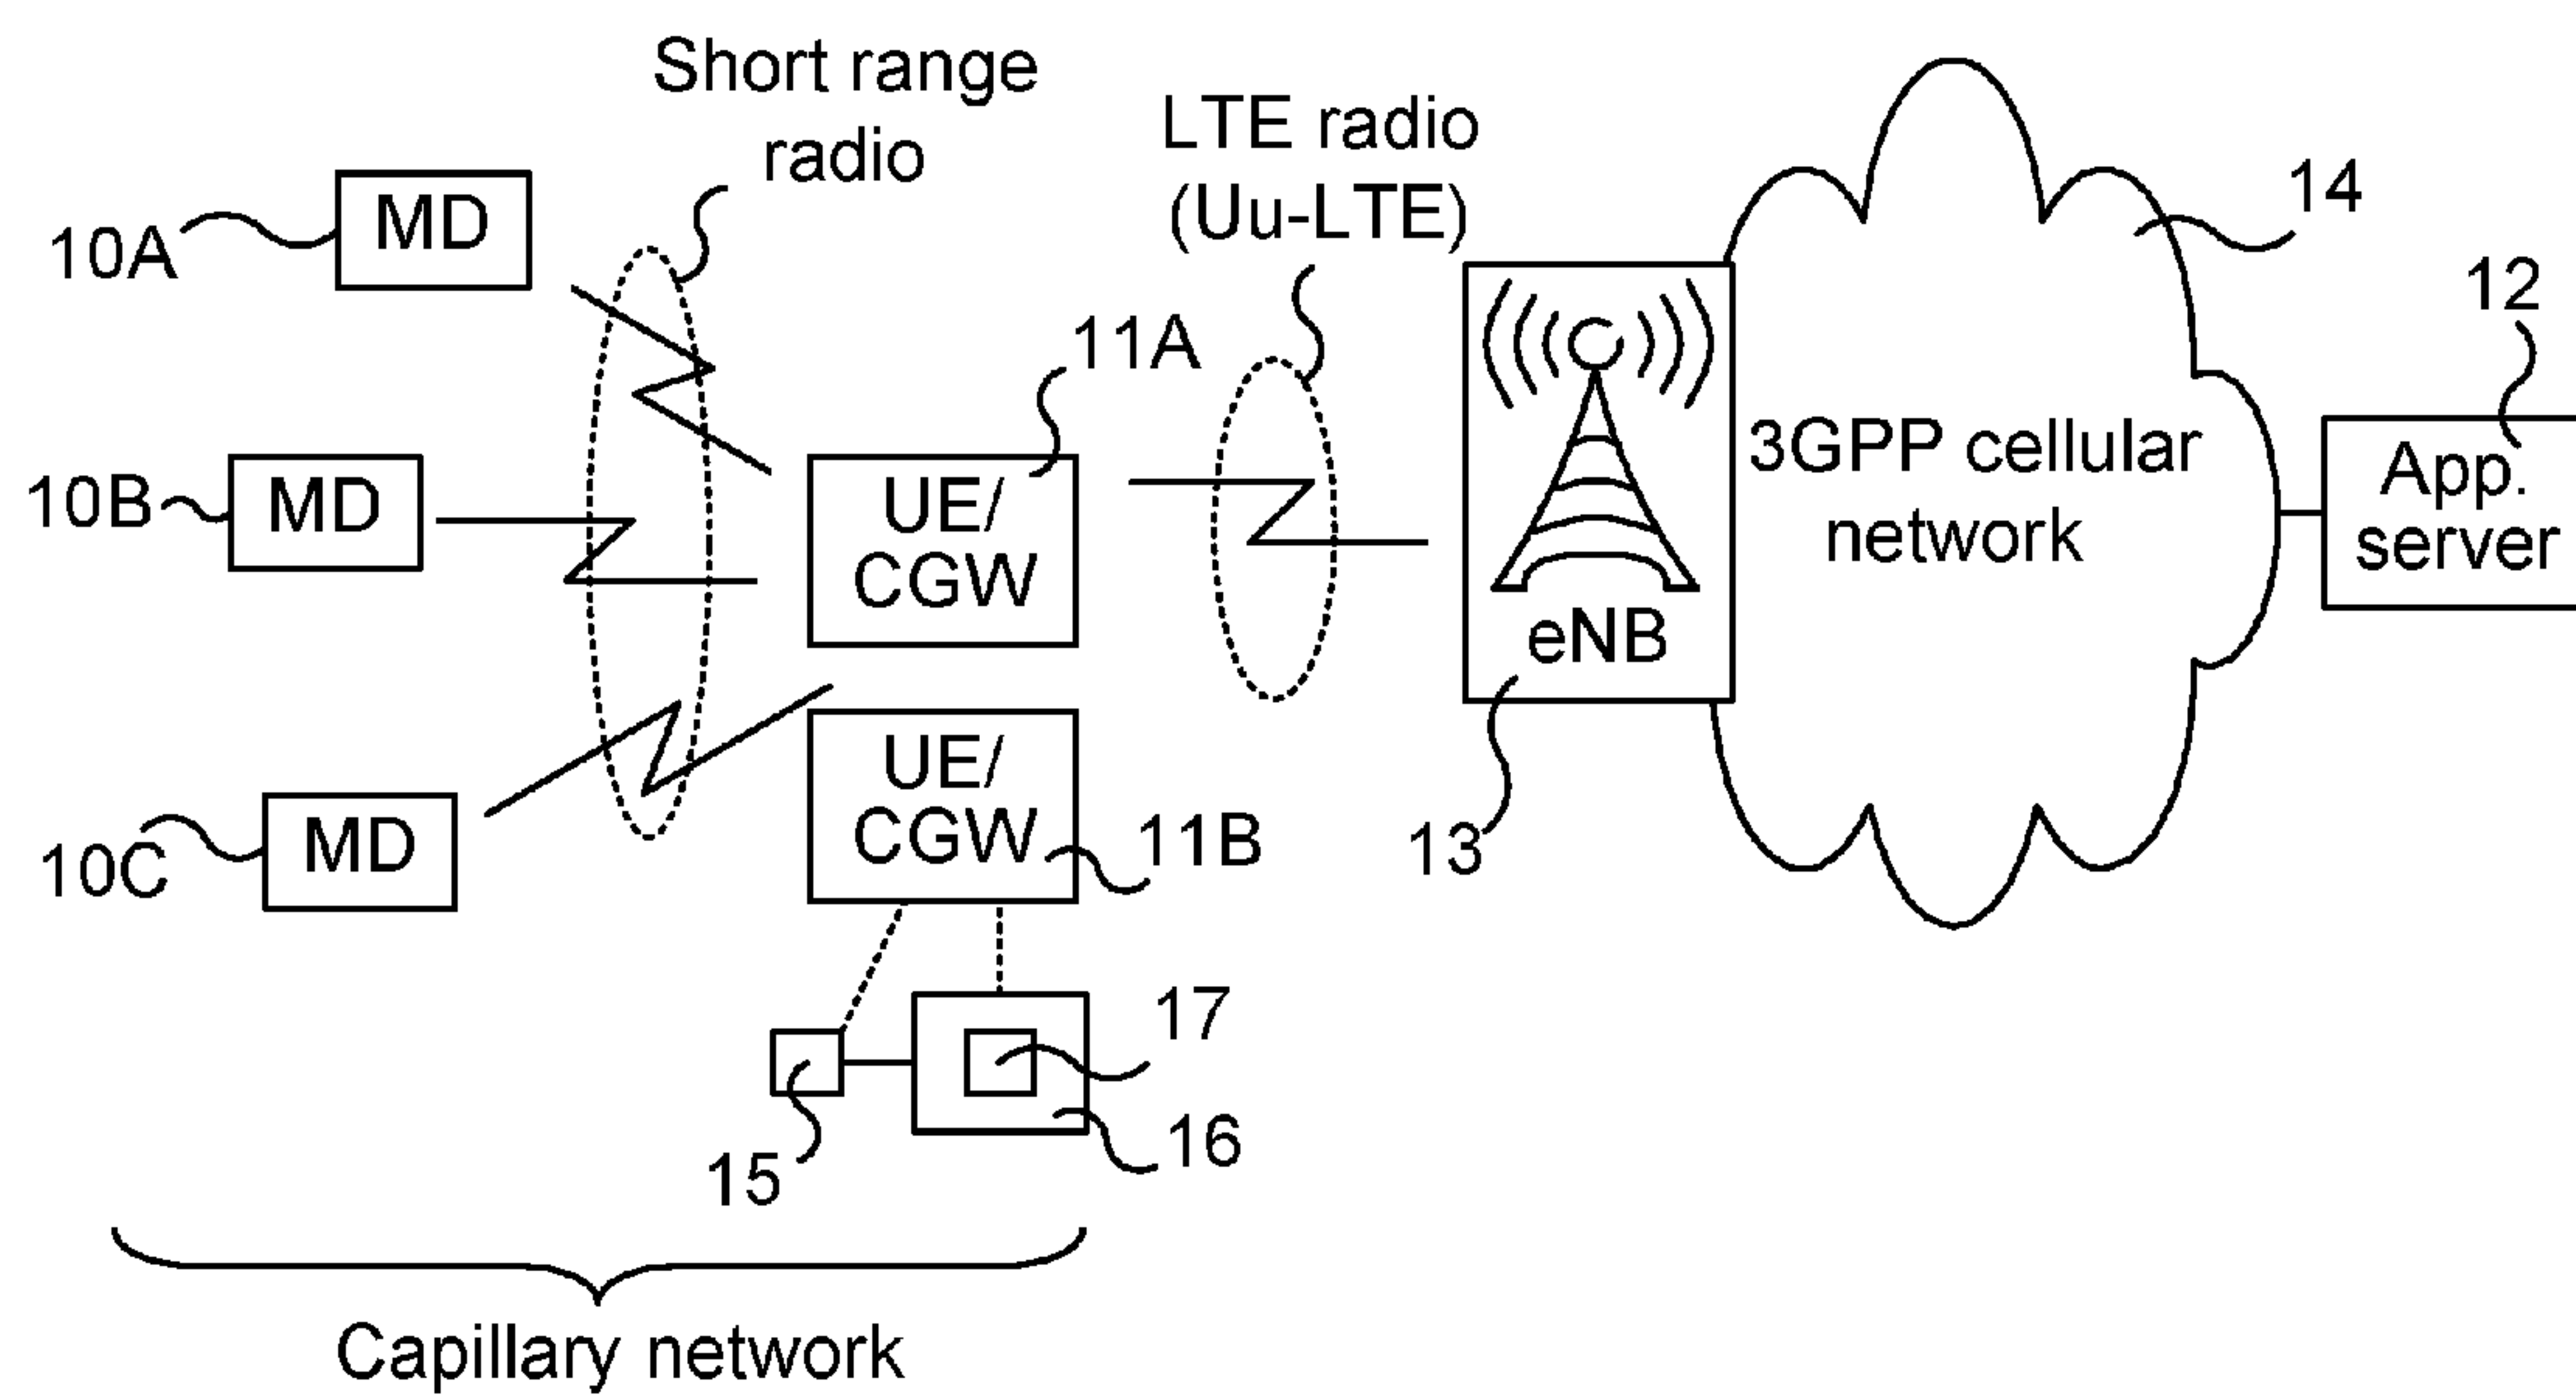 Short range
radio
LTE radio
(Uu-LTE)
10A
MD
14
12
11A
10B
MD
UE/
CGW
3GPP cellular
network
App.
server
eNB
UE/
CGW
10C
MD
11B
13
17
16
15
Capillary network